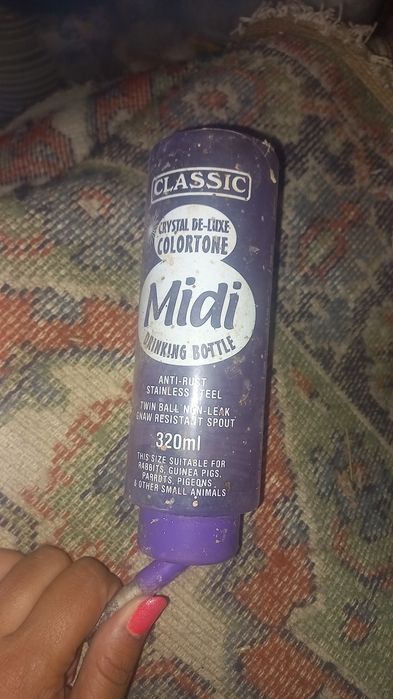 CLASSIC
CRYSTAL DE-LUXE
COLORTONE
Midi
DRINKING BOTTLE
ANTI-RUST
STAINLESS STEEL
TWIN BALL NON-LEAK
GNAW RESISTANT SPOUT
320ml
THIS SIZE SUITABLE FOR
RABBITS, GUINEA PIGS,
PARROTS, PIGEONS
& OTHER SMALL ANIMALS